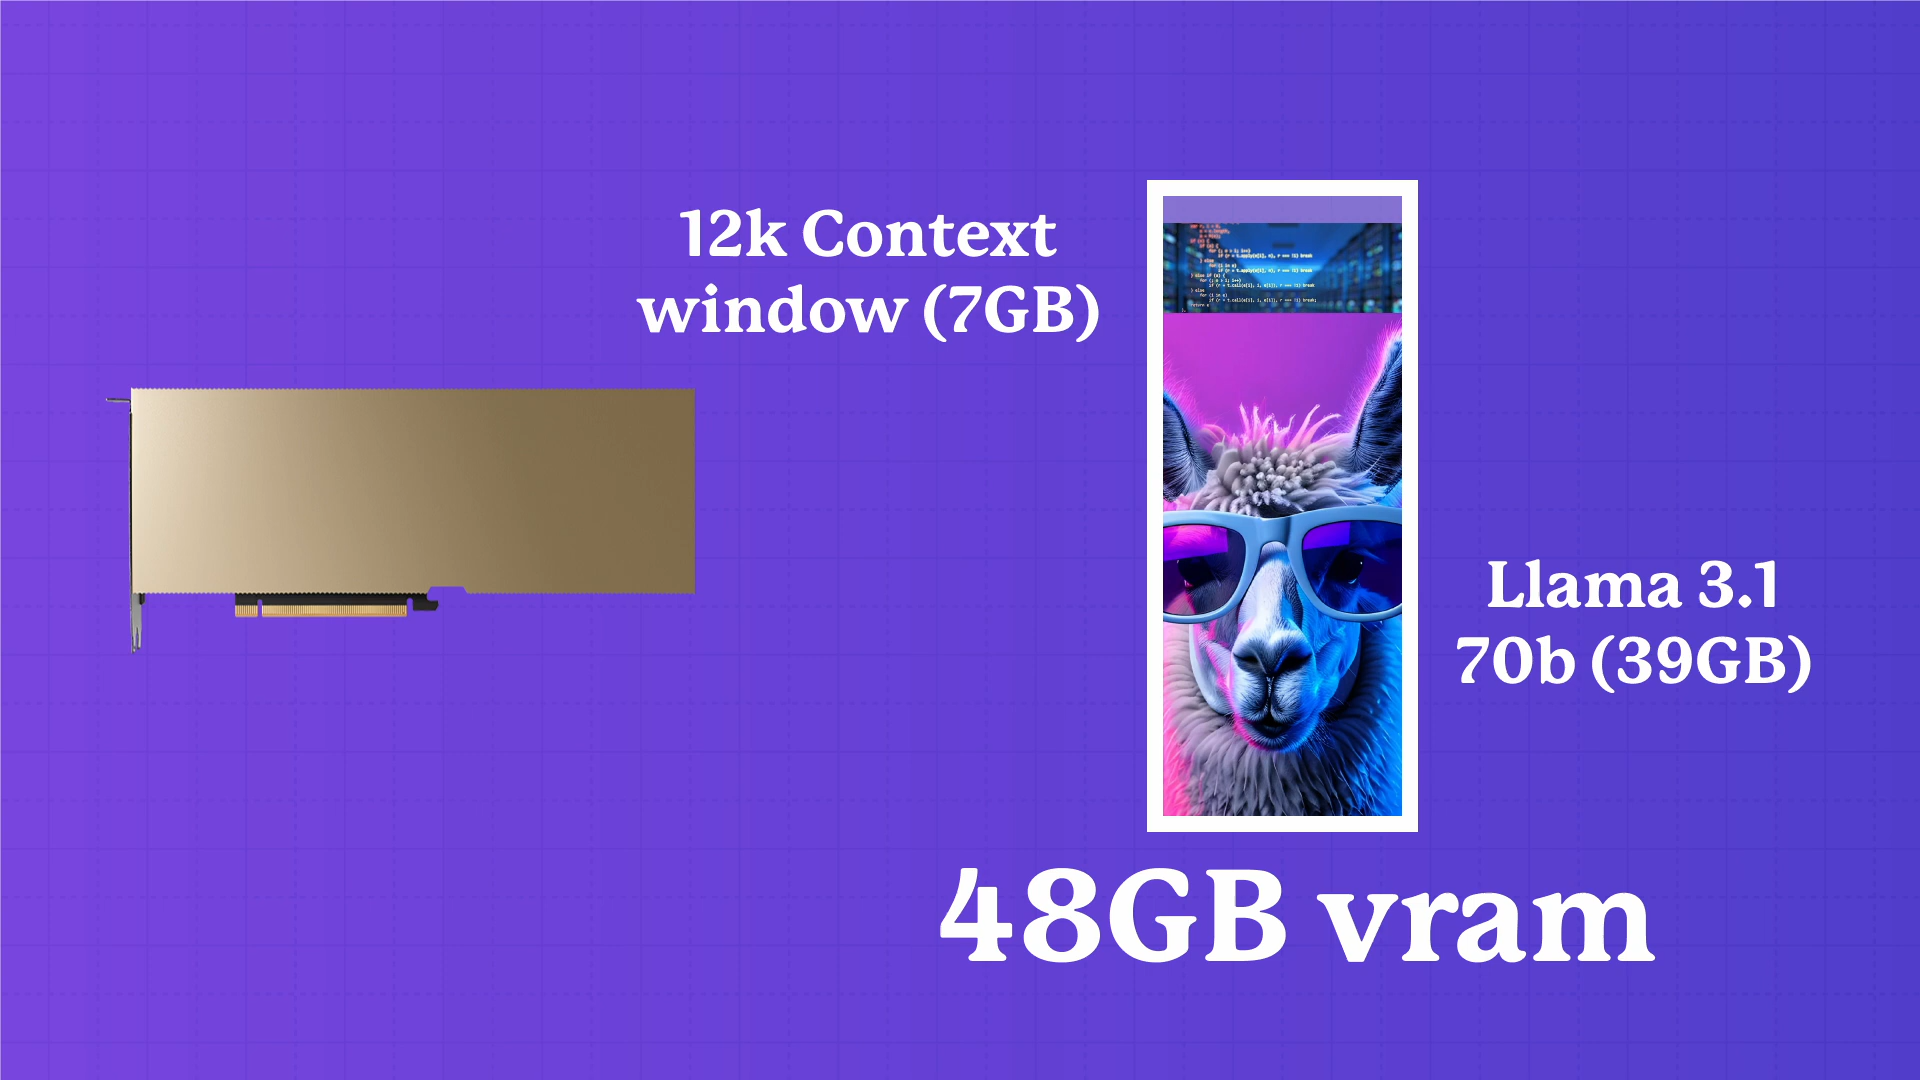 12k Context
window (7GB)
Llama 3.1
70b (39GB)
48GB vram